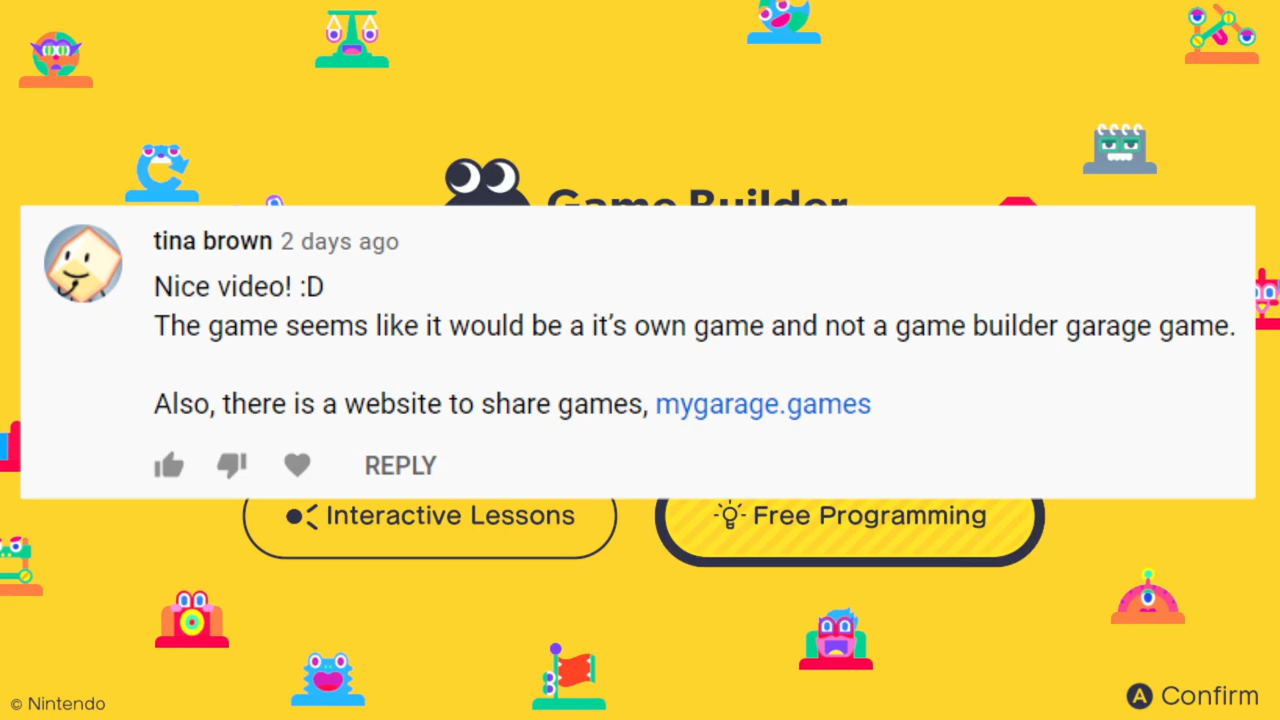 Game Builder
tina brown 2 days ago
Nice video! :D
The game seems like it would be a it’s own game and not a game builder garage game.
Also, there is a website to share games, mygarage.games
REPLY
Interactive Lessons
Free Programming
© Nintendo
A Confirm